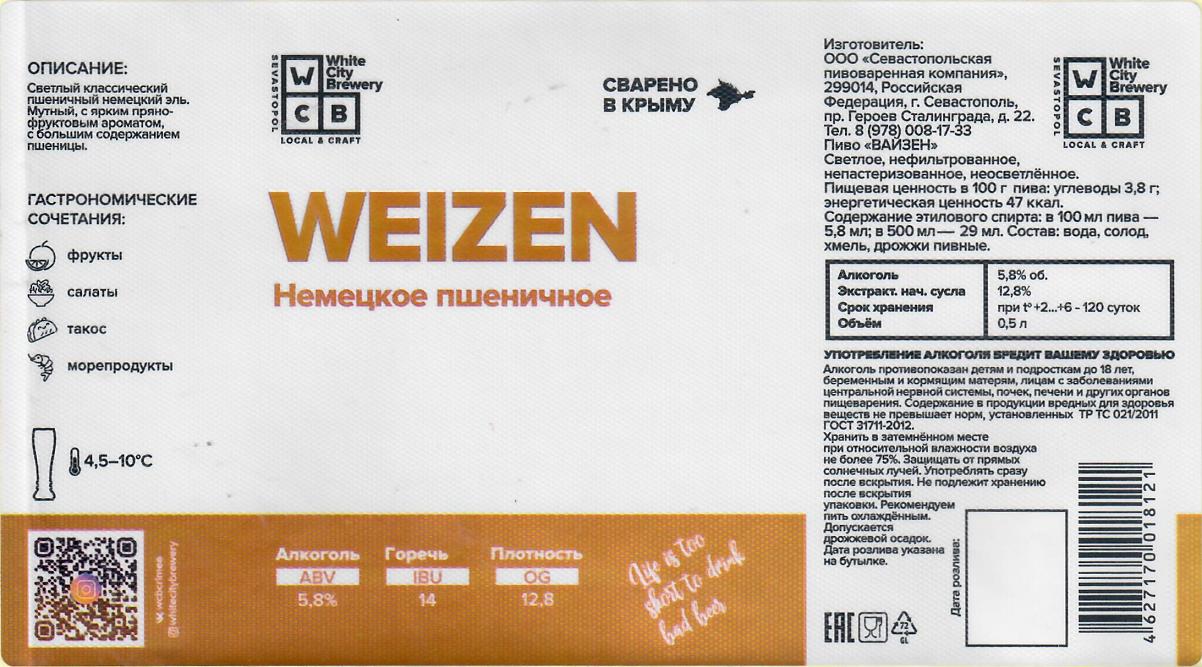 ОПИСАНИЕ:
Светлый классический
пшеничный немецкий эль.
Мутный, с ярким пряно-
фруктовым ароматом,
с большим содержанием
пшеницы.
ГАСТРОНОМИЧЕСКИЕ
СОЧЕТАНИЯ:
фрукты
салаты
такос
морепродукты
4,5–10°C
wcbcrimea
whitecitybrewery
SEVASTOPOL
W
C B
White
City
Brewery
LOCAL & CRAFT
СВАРЕНО
В КРЫМУ
WEIZEN
Немецкое пшеничное
Алкоголь
ABV
5,8%
Горечь
IBU
14
Плотность
OG
12,8
Life is too
short to drink
bad beer
Изготовитель:
ООО «Севастопольская
пивоваренная компания»,
299014, Российская
Федерация, г. Севастополь,
пр. Героев Сталинграда, д. 22.
Тел. 8 (978) 008-17-33
Пиво «ВАЙЗЕН»
Светлое, нефильтрованное,
непастеризованное, неосветлённое.
Пищевая ценность в 100 г пива: углеводы 3,8 г;
энергетическая ценность 47 ккал.
Содержание этилового спирта: в 100 мл пива —
5,8 мл; в 500 мл — 29 мл. Состав: вода, солод,
хмель, дрожжи пивные.
SEVASTOPOL
W
C B
White
City
Brewery
LOCAL & CRAFT
Алкоголь 5,8% об.
Экстракт. нач. сусла 12,8%
Срок хранения при t° +2...+6 - 120 суток
Объём 0,5 л
УПОТРЕБЛЕНИЕ АЛКОГОЛЯ ВРЕДИТ ВАШЕМУ ЗДОРОВЬЮ
Алкоголь противопоказан детям и подросткам до 18 лет,
беременным и кормящим матерям, лицам с заболеваниями
центральной нервной системы, почек, печени и других органов
пищеварения. Содержание в продукции вредных для здоровья
веществ не превышает норм, установленных ТР ТС 021/2011
ГОСТ 31711-2012.
Хранить в затемнённом месте
при относительной влажности воздуха
не более 75%. Защищать от прямых
солнечных лучей. Употреблять сразу
после вскрытия. Не подлежит хранению
после вскрытия
упаковки. Рекомендуем
пить охлаждённым.
Допускается
дрожжевой осадок.
Дата розлива указана
на бутылке.
Дата розлива:
EAC
72
GL
4 627170 018121